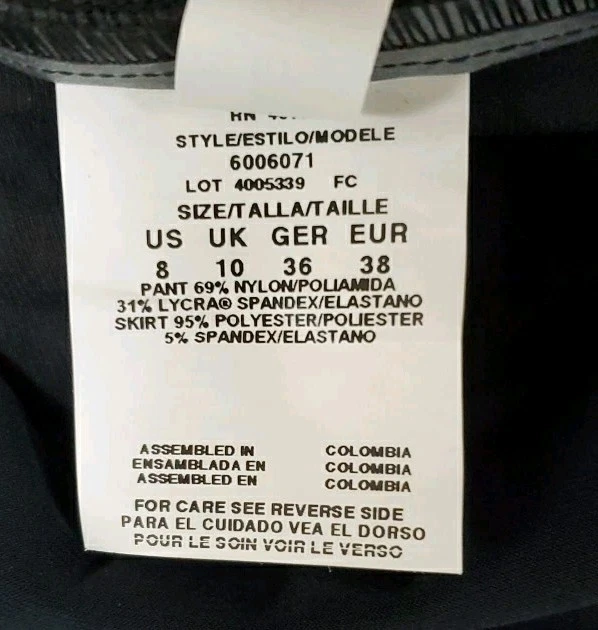 RN
STYLE/ESTILO/MODELE
6006071
LOT 4005339 FC
SIZE/TALLA/TAILLE
US UK GER EUR
8 10 36 38
PANT 69% NYLON/POLIAMIDA
31% LYCRA® SPANDEX/ELASTANO
SKIRT 95% POLYESTER/POLIESTER
5% SPANDEX/ELASTANO
ASSEMBLED IN COLOMBIA
ENSAMBLADA EN COLOMBIA
ASSEMBLED EN COLOMBIA
FOR CARE SEE REVERSE SIDE
PARA EL CUIDADO VEA EL DORSO
POUR LE SOIN VOIR LE VERSO